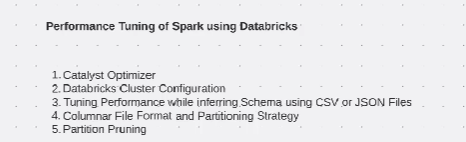 Performance Tuning of Spark using Databricks
1. Catalyst Optimizer
2. Databricks Cluster Configuration
3. Tuning Performance while inferring Schema using CSV or JSON Files
4. Columnar File Format and Partitioning Strategy
5. Partition Pruning